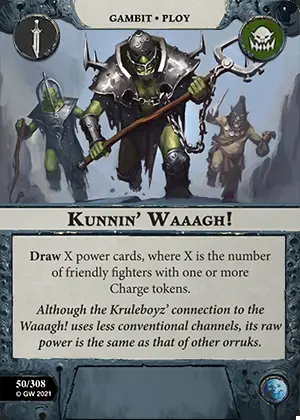 GAMBIT • PLOY
KUNNIN' WAAAGH!
Draw X power cards, where X is the number
of friendly fighters with one or more
Charge tokens.
Although the Kruleboyz' connection to the
Waaagh! uses less conventional channels, its raw
power is the same as that of other orruks.
50/308
© GW 2021